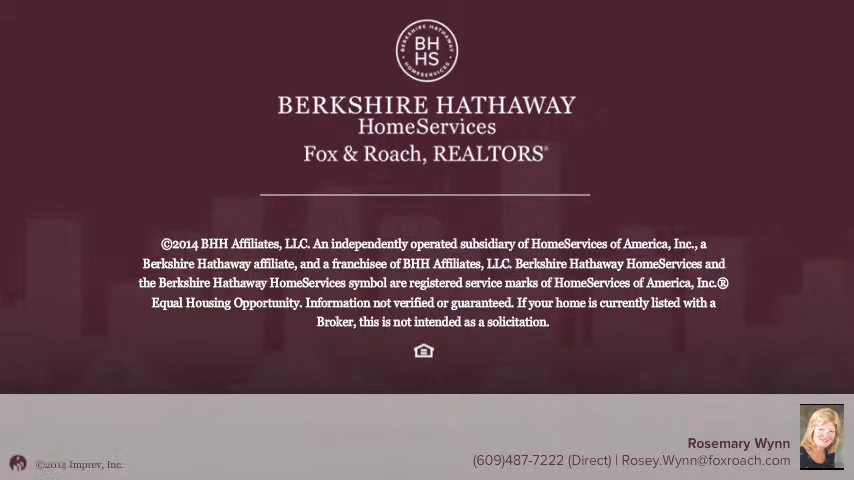 BERKSHIRE HATHAWAY
BH
HS
HOMESERVICES
BERKSHIRE HATHAWAY
HomeServices
Fox & Roach, REALTORS®
©2014 BHH Affiliates, LLC. An independently operated subsidiary of HomeServices of America, Inc., a
Berkshire Hathaway affiliate, and a franchisee of BHH Affiliates, LLC. Berkshire Hathaway HomeServices and
the Berkshire Hathaway HomeServices symbol are registered service marks of HomeServices of America, Inc.®
Equal Housing Opportunity. Information not verified or guaranteed. If your home is currently listed with a
Broker, this is not intended as a solicitation.
Rosemary Wynn
(609)487-7222 (Direct) | Rosey.Wynn@foxroach.com
©2014 Imprev, Inc.